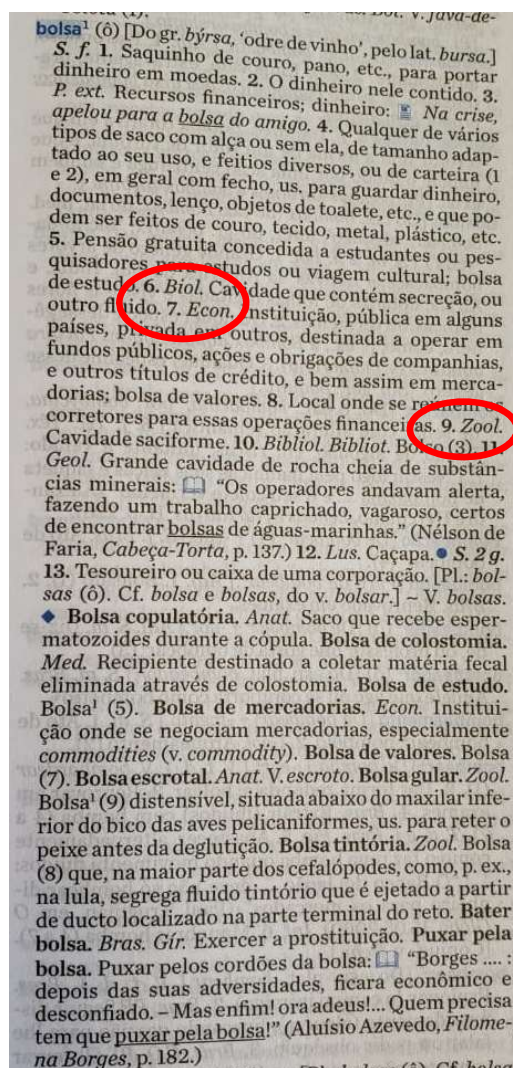 V. java-de-
bolsa¹ (ô) [Do gr. býrsa, ‘odre de vinho’, pelo lat. bursa.]
S. f. 1. Saquinho de couro, pano, etc., para portar
dinheiro em moedas. 2. O dinheiro nele contido. 3.
P. ext. Recursos financeiros; dinheiro: Na crise,
apelou para a bolsa do amigo. 4. Qualquer de vários
tipos de saco com alça ou sem ela, de tamanho adap-
tado ao seu uso, e feitios diversos, ou de carteira (1
e 2), em geral com fecho, us. para guardar dinheiro,
documentos, lenço, objetos de toalete, etc., e que po-
dem ser feitos de couro, tecido, metal, plástico, etc.
5. Pensão gratuita concedida a estudantes ou pes-
quisadores para estudos ou viagem cultural; bolsa
de estudo. 6. Biol. Cavidade que contém secreção, ou
outro fluido. 7. Econ. Instituição, pública em alguns
países, privada em outros, destinada a operar em
fundos públicos, ações e obrigações de companhias,
e outros títulos de crédito, e bem assim em merca-
dorias; bolsa de valores. 8. Local onde se reúnem os
corretores para essas operações financeiras. 9. Zool.
Cavidade saciforme. 10. Bibliol. Bibliot. Bolso (3). 11.
Geol. Grande cavidade de rocha cheia de substân-
cias minerais: “Os operadores andavam alerta,
fazendo um trabalho caprichado, vagaroso, certos
de encontrar bolsas de águas-marinhas.” (Nélson de
Faria, Cabeça-Torta, p. 137.) 12. Lus. Caçapa. ● S. 2 g.
13. Tesoureiro ou caixa de uma corporação. [Pl.: bol-
sas (ô). Cf. bolsa e bolsas, do v. bolsar.] ~ V. bolsas.
◆ Bolsa copulatória. Anat. Saco que recebe esper-
matozoides durante a cópula. Bolsa de colostomia.
Med. Recipiente destinado a coletar matéria fecal
eliminada através de colostomia. Bolsa de estudo.
Bolsa¹ (5). Bolsa de mercadorias. Econ. Institui-
ção onde se negociam mercadorias, especialmente
commodities (v. commodity). Bolsa de valores. Bolsa
(7). Bolsa escrotal. Anat. V. escroto. Bolsa gular. Zool.
Bolsa¹ (9) distensível, situada abaixo do maxilar infe-
rior do bico das aves pelicaniformes, us. para reter o
peixe antes da deglutição. Bolsa tintória. Zool. Bolsa
(8) que, na maior parte dos cefalópodes, como, p. ex.,
na lula, segrega fluido tintório que é ejetado a partir
de ducto localizado na parte terminal do reto. Bater
bolsa. Bras. Gír. Exercer a prostituição. Puxar pela
bolsa. Puxar pelos cordões da bolsa: “Borges .... :
depois das suas adversidades, ficara econômico e
desconfiado. – Mas enfim! ora adeus!... Quem precisa
tem que puxar pela bolsa!” (Aluísio Azevedo, Filome-
na Borges, p. 182.)